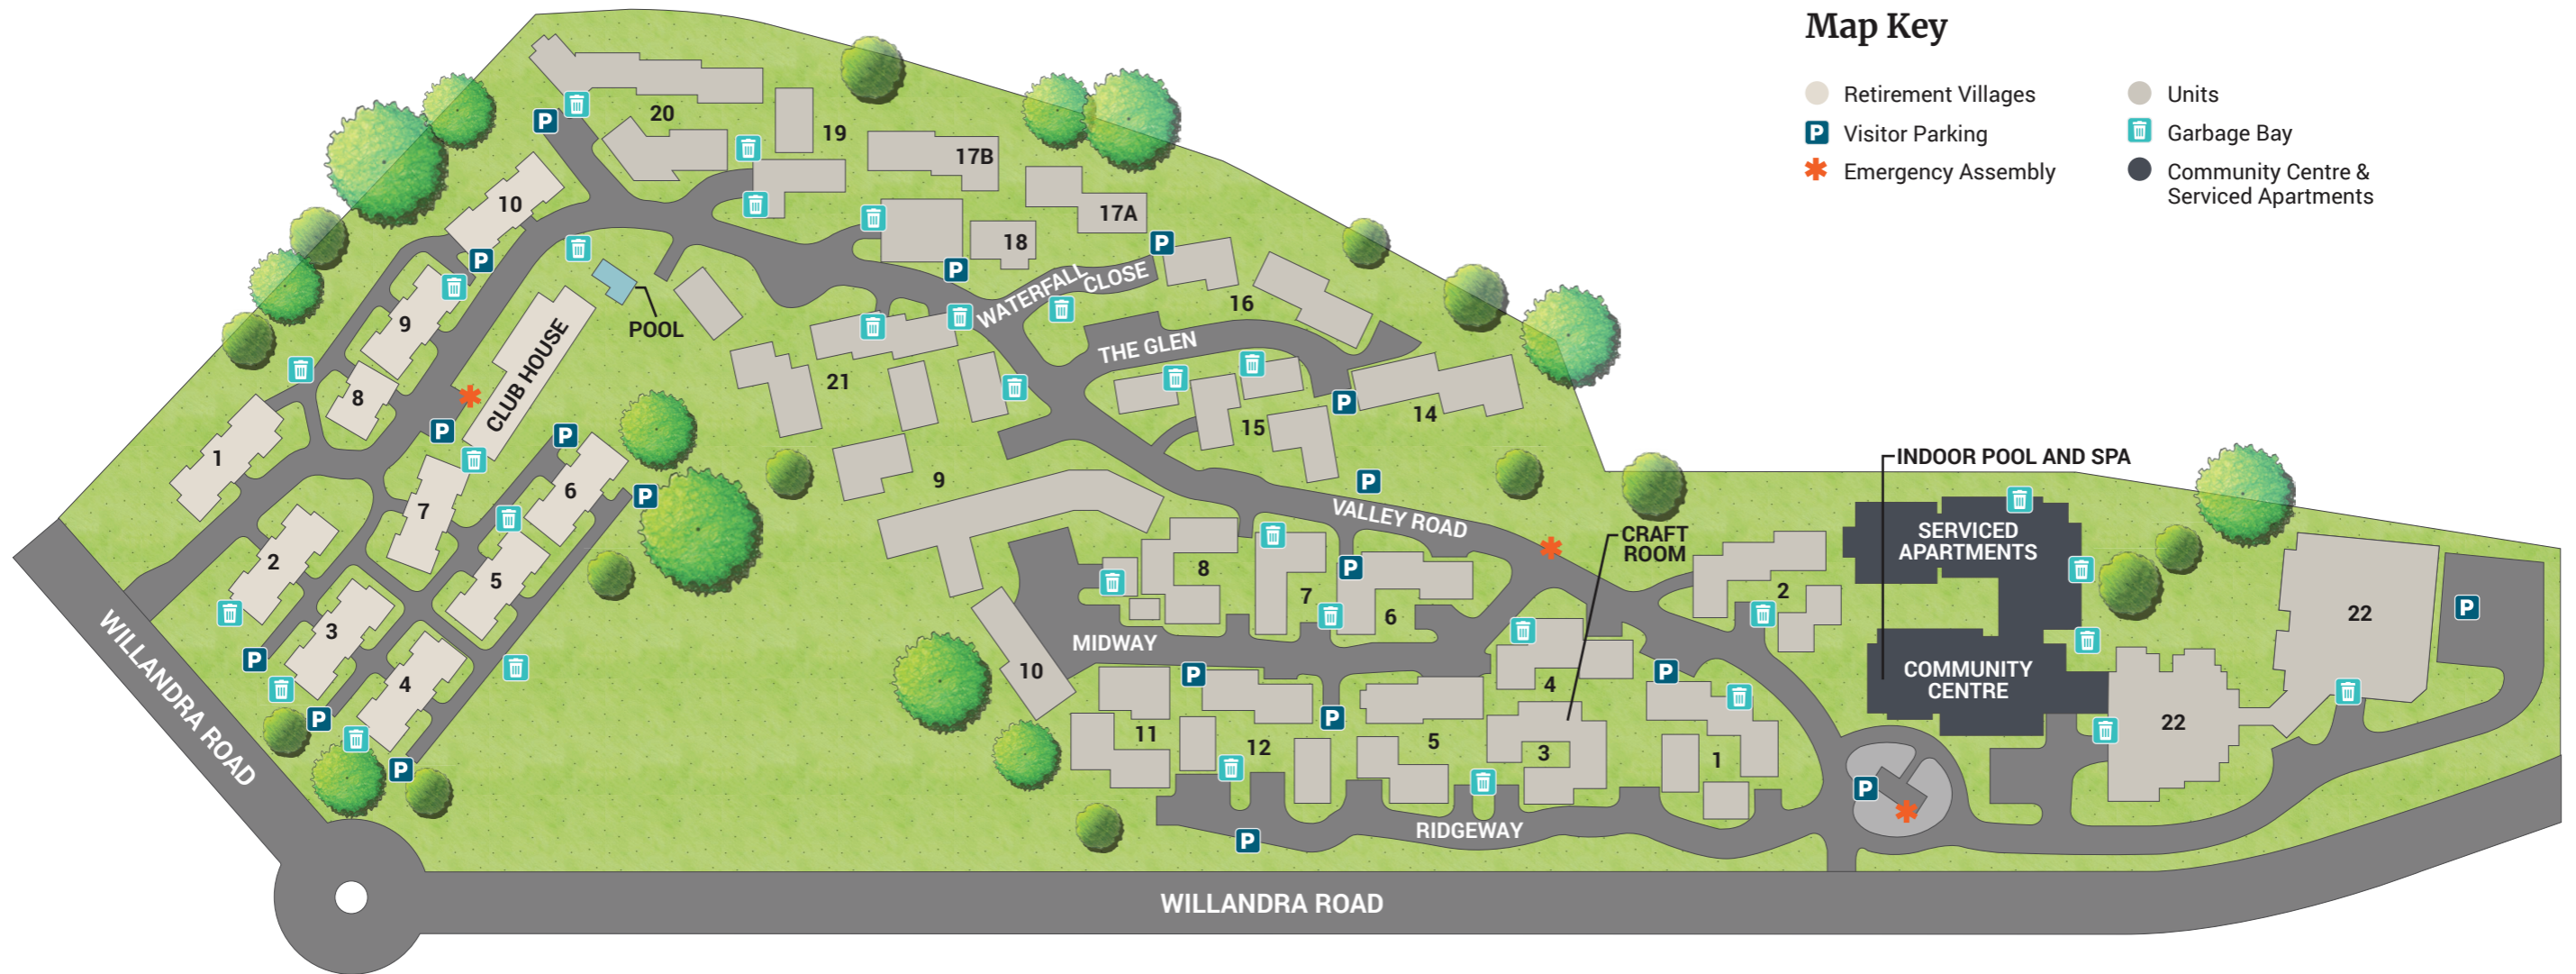 Map Key
Retirement Villages
Units
P
Visitor Parking
Garbage Bay
Emergency Assembly
Community Centre &
Serviced Apartments
20
P
19
17B
10
17A
18
P
P
P
WATERFALL
CLOSE
16
POOL
9
THE GLEN
CLUB HOUSE
21
8
P
14
15
P
P
1
INDOOR POOL AND SPA
9
P
6
P
7
VALLEY ROAD
CRAFT
ROOM
SERVICED
APARTMENTS
2
8
P
7
5
2
6
22
P
3
MIDWAY
P
10
P
P
COMMUNITY
CENTRE
4
4
WILLANDRA ROAD
P
P
22
11
12
5
3
1
P
P
RIDGEWAY
P
WILLANDRA ROAD